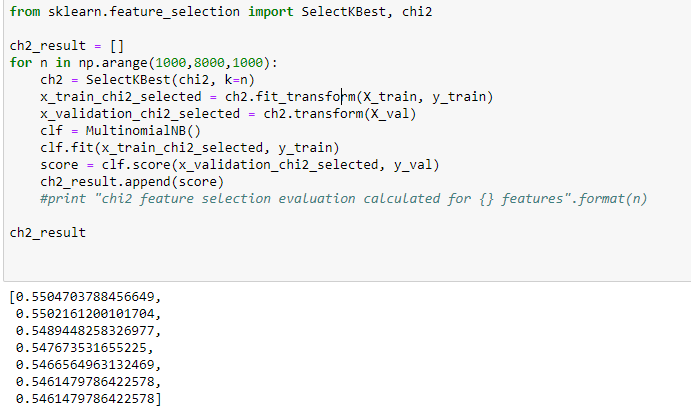 from sklearn.feature_selection import SelectKBest, chi2

ch2_result = []
for n in np.arange(1000,8000,1000):
    ch2 = SelectKBest(chi2, k=n)
    x_train_chi2_selected = ch2.fit_transform(X_train, y_train)
    x_validation_chi2_selected = ch2.transform(X_val)
    clf = MultinomialNB()
    clf.fit(x_train_chi2_selected, y_train)
    score = clf.score(x_validation_chi2_selected, y_val)
    ch2_result.append(score)
    #print "chi2 feature selection evaluation calculated for {} features".format(n)

ch2_result

[0.5504703788456649,
 0.5502161200101704,
 0.5489448258326977,
 0.547673531655225,
 0.5466564963132469,
 0.5461479786422578,
 0.5461479786422578]